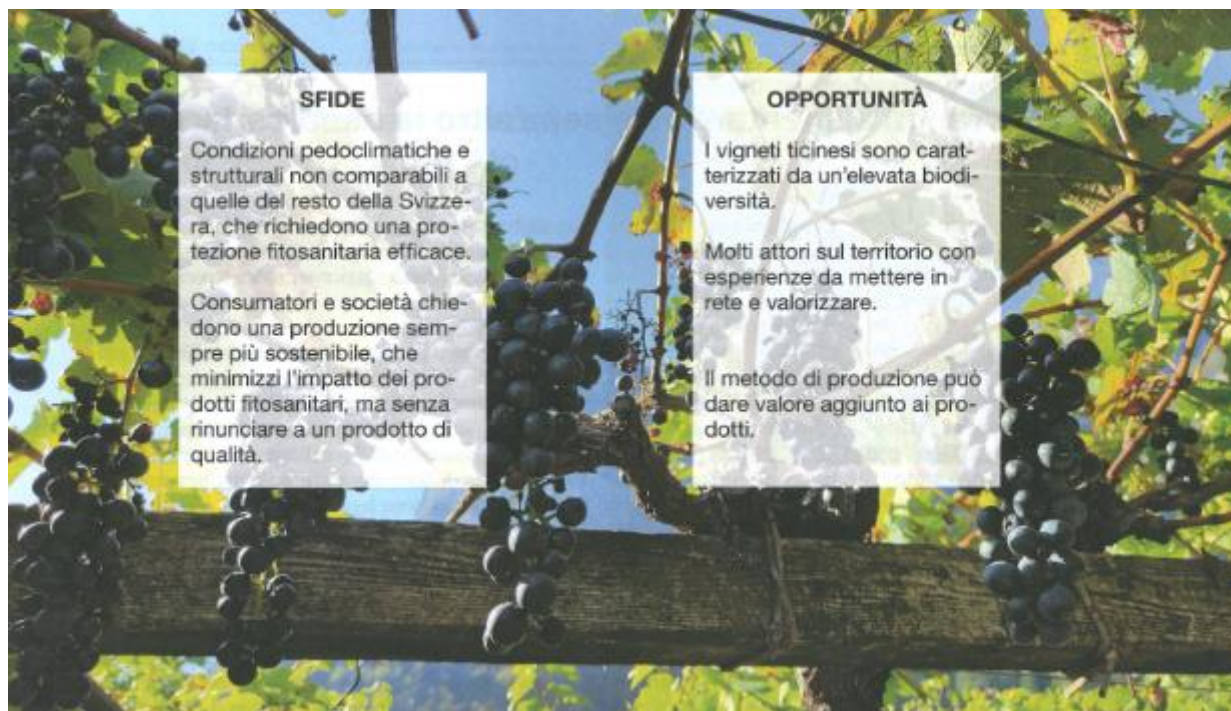 SFIDE
Condizioni pedoclimatiche e
strutturali non comparabili a
quelle del resto della Svizze-
ra, che richiedono una pro-
tezione fitosanitaria efficace.
Consumatori e società chie-
dono una produzione sem-
pre più sostenibile, che
minimizzi l'impatto dei pro-
dotti fitosanitari, ma senza
rinunciare a un prodotto di
qualità.
OPPORTUNITÀ
I vigneti ticinesi sono carat-
terizzati da un'elevata biodi-
versità.
Molti attori sul territorio con
esperienze da mettere in
rete e valorizzare.
Il metodo di produzione può
dare valore aggiunto ai pro-
dotti.